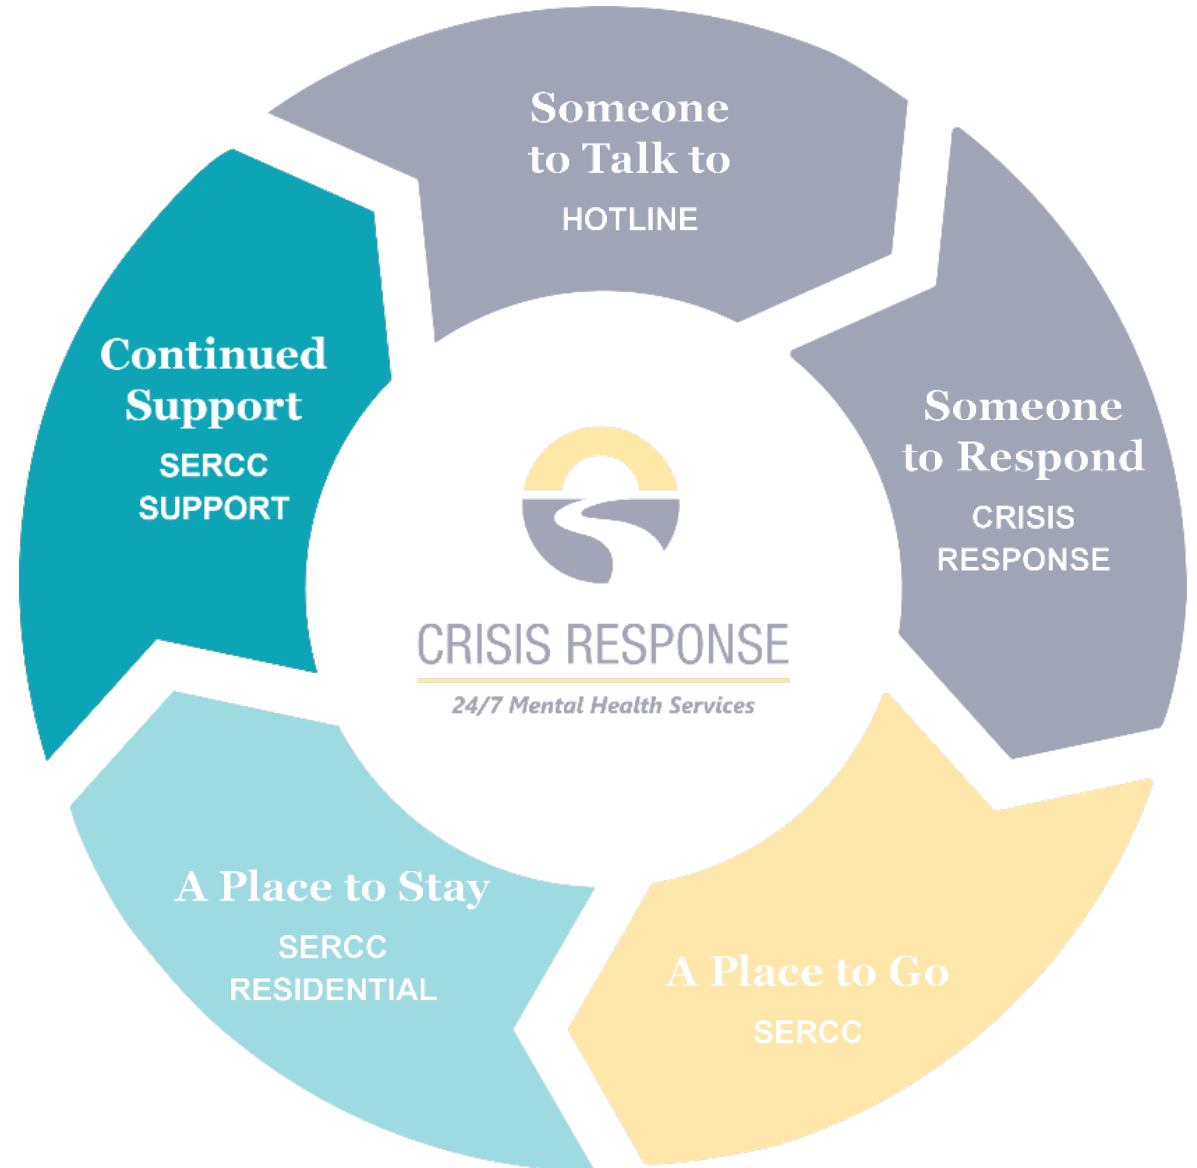 Someone
to Talk to
HOTLINE
Someone
to Respond
CRISIS
RESPONSE
A Place to Go
SERCC
A Place to Stay
SERCC
RESIDENTIAL
Continued
Support
SERCC
SUPPORT
CRISIS RESPONSE
24/7 Mental Health Services